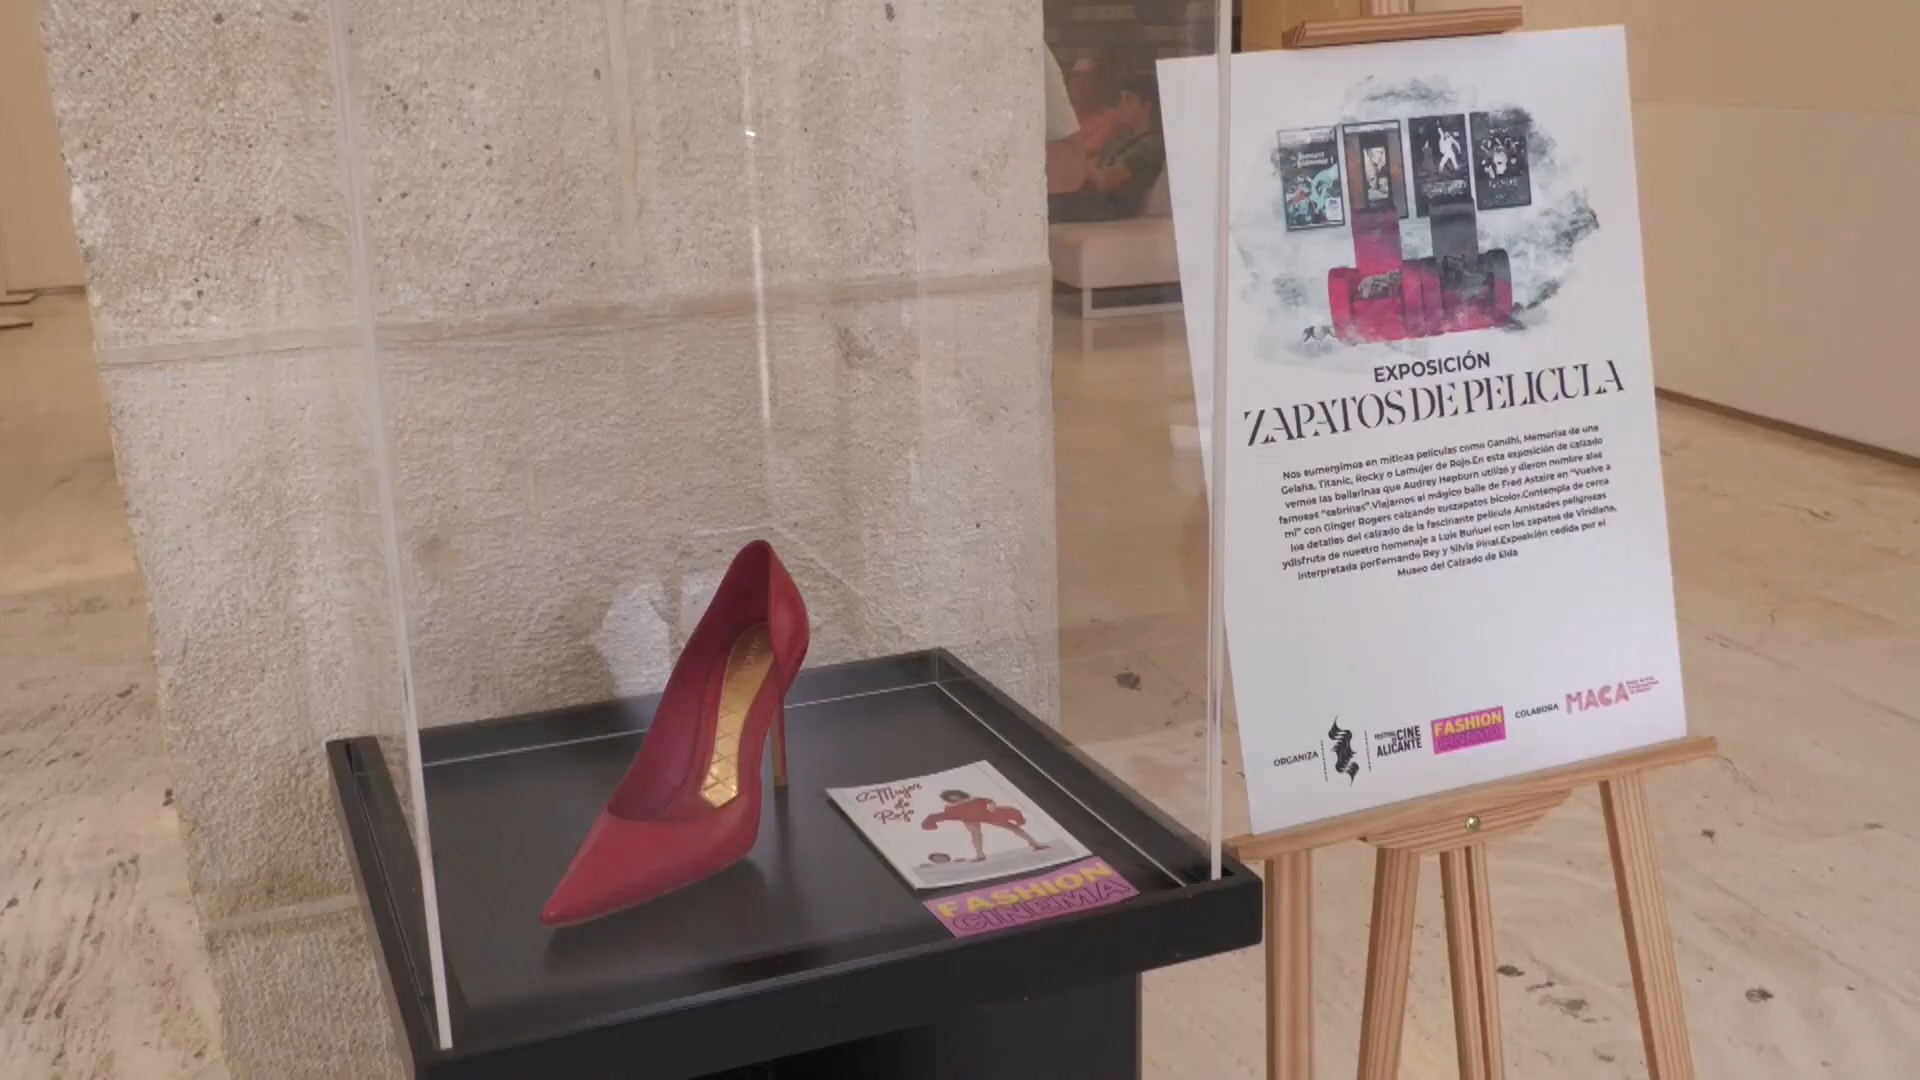 EXPOSICIÓN
ZAPATOS DE PELICULA
Nos sumergimos en míticas películas como Gandhi, Memorias de una
Geisha, Titanic, Rocky o Lamujer de Rojo.En esta exposición de calzado
vemos las bailarinas que Audrey Hepburn utilizó y dieron nombre alas
famosas "sabrinas".Viajamos al mágico baile de Fred Astaire en "Vuelve a
mi" con Ginger Rogers calzando suszapatos bicolor.Contempla de cerca
los detalles del calzado de la fascinante película Amistades peligrosas
ydisfruta de nuestro homenaje a Luis Buñuel con los zapatos de Viridiana,
interpretada porFernando Rey y Silvia Pinal.Exposición cedida por el
Museo del Calzado de Elda
ORGANIZA
FESTIVAL DE CINE
ALICANTE
FASHION
CINEMA
COLABORA
MACA
La Mujer
de
Rojo
FASHION
CINEMA